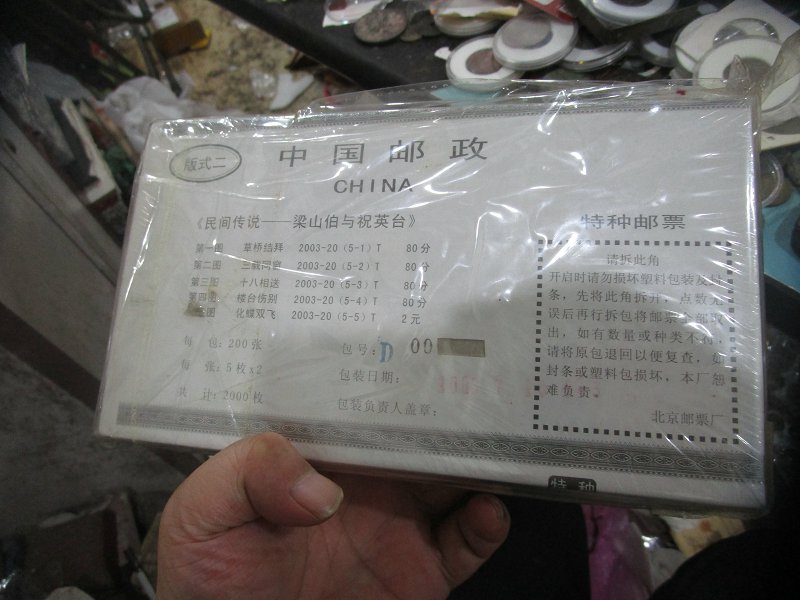 版式二
中国邮政
CHINA
《民间传说——梁山伯与祝英台》
第一图 草桥结拜 2003-20（5-1）T 80分
第二图 三载同窗 2003-20（5-2）T 80分
第三图 十八相送 2003-20（5-3）T 80分
第四图 楼台伤别 2003-20（5-4）T 80分
图 化蝶双飞 2003-20（5-5）T 2元
每 包：200张
每 张：5枚x2
共 计：2000枚
包号：D 00
包装日期：
包装负责人盖章：
特种邮票
请拆此角
开启时请勿损坏塑料包装及封
条，先将此角拆开，点数无
误后再行拆包将邮票全部取
出，如有数量或种类不符，
请将原包退回以便复查，如
封条或塑料包损坏，本厂恕
难负责。
北京邮票厂
特种